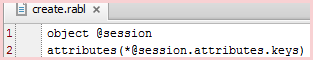 create.rabl ×
1 object @session
2 attributes(*@session.attributes.keys)